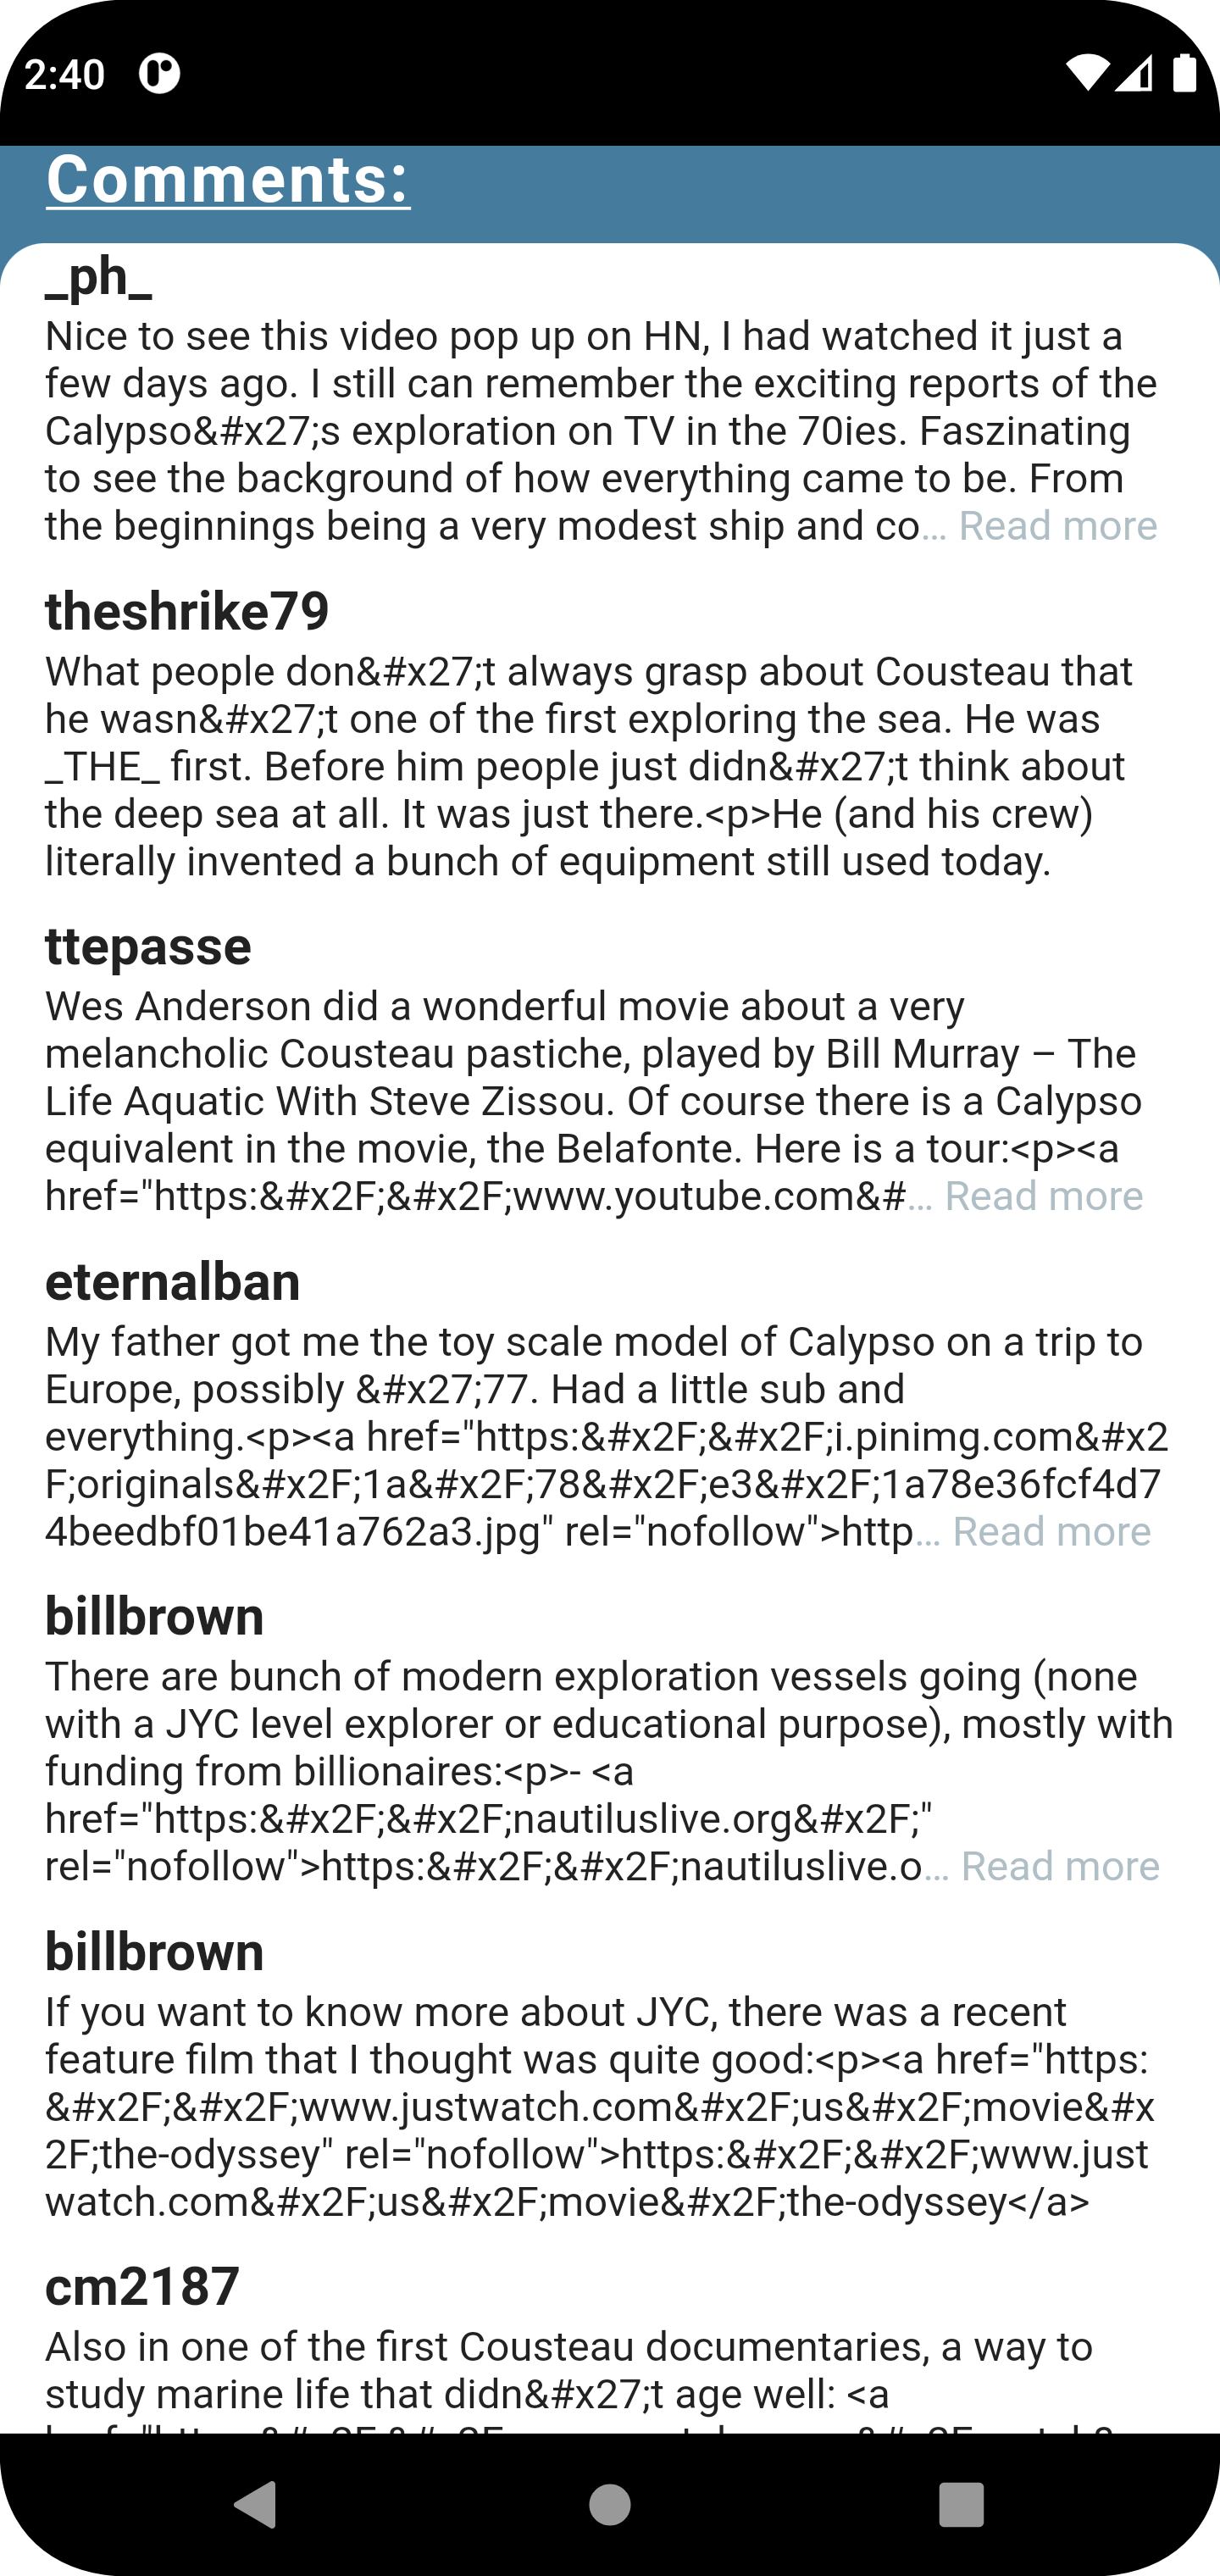 2:40
Comments:
_ph_
Nice to see this video pop up on HN, I had watched it just a
few days ago. I still can remember the exciting reports of the
Calypso&#x27;s exploration on TV in the 70ies. Faszinating
to see the background of how everything came to be. From
the beginnings being a very modest ship and co... Read more
theshrike79
What people don&#x27;t always grasp about Cousteau that
he wasn&#x27;t one of the first exploring the sea. He was
_THE_ first. Before him people just didn&#x27;t think about
the deep sea at all. It was just there.<p>He (and his crew)
literally invented a bunch of equipment still used today.
ttepasse
Wes Anderson did a wonderful movie about a very
melancholic Cousteau pastiche, played by Bill Murray – The
Life Aquatic With Steve Zissou. Of course there is a Calypso
equivalent in the movie, the Belafonte. Here is a tour:<p><a
href="https:&#x2F;&#x2F;www.youtube.com&#... Read more
eternalban
My father got me the toy scale model of Calypso on a trip to
Europe, possibly &#x27;77. Had a little sub and
everything.<p><a href="https:&#x2F;&#x2F;i.pinimg.com&#x2
F;originals&#x2F;1a&#x2F;78&#x2F;e3&#x2F;1a78e36fcf4d7
4beedbf01be41a762a3.jpg" rel="nofollow">http... Read more
billbrown
There are bunch of modern exploration vessels going (none
with a JYC level explorer or educational purpose), mostly with
funding from billionaires:<p>- <a
href="https:&#x2F;&#x2F;nautiluslive.org&#x2F;"
rel="nofollow">https:&#x2F;&#x2F;nautiluslive.o... Read more
billbrown
If you want to know more about JYC, there was a recent
feature film that I thought was quite good:<p><a href="https:
&#x2F;&#x2F;www.justwatch.com&#x2F;us&#x2F;movie&#x
2F;the-odyssey" rel="nofollow">https:&#x2F;&#x2F;www.just
watch.com&#x2F;us&#x2F;movie&#x2F;the-odyssey</a>
cm2187
Also in one of the first Cousteau documentaries, a way to
study marine life that didn&#x27;t age well: <a